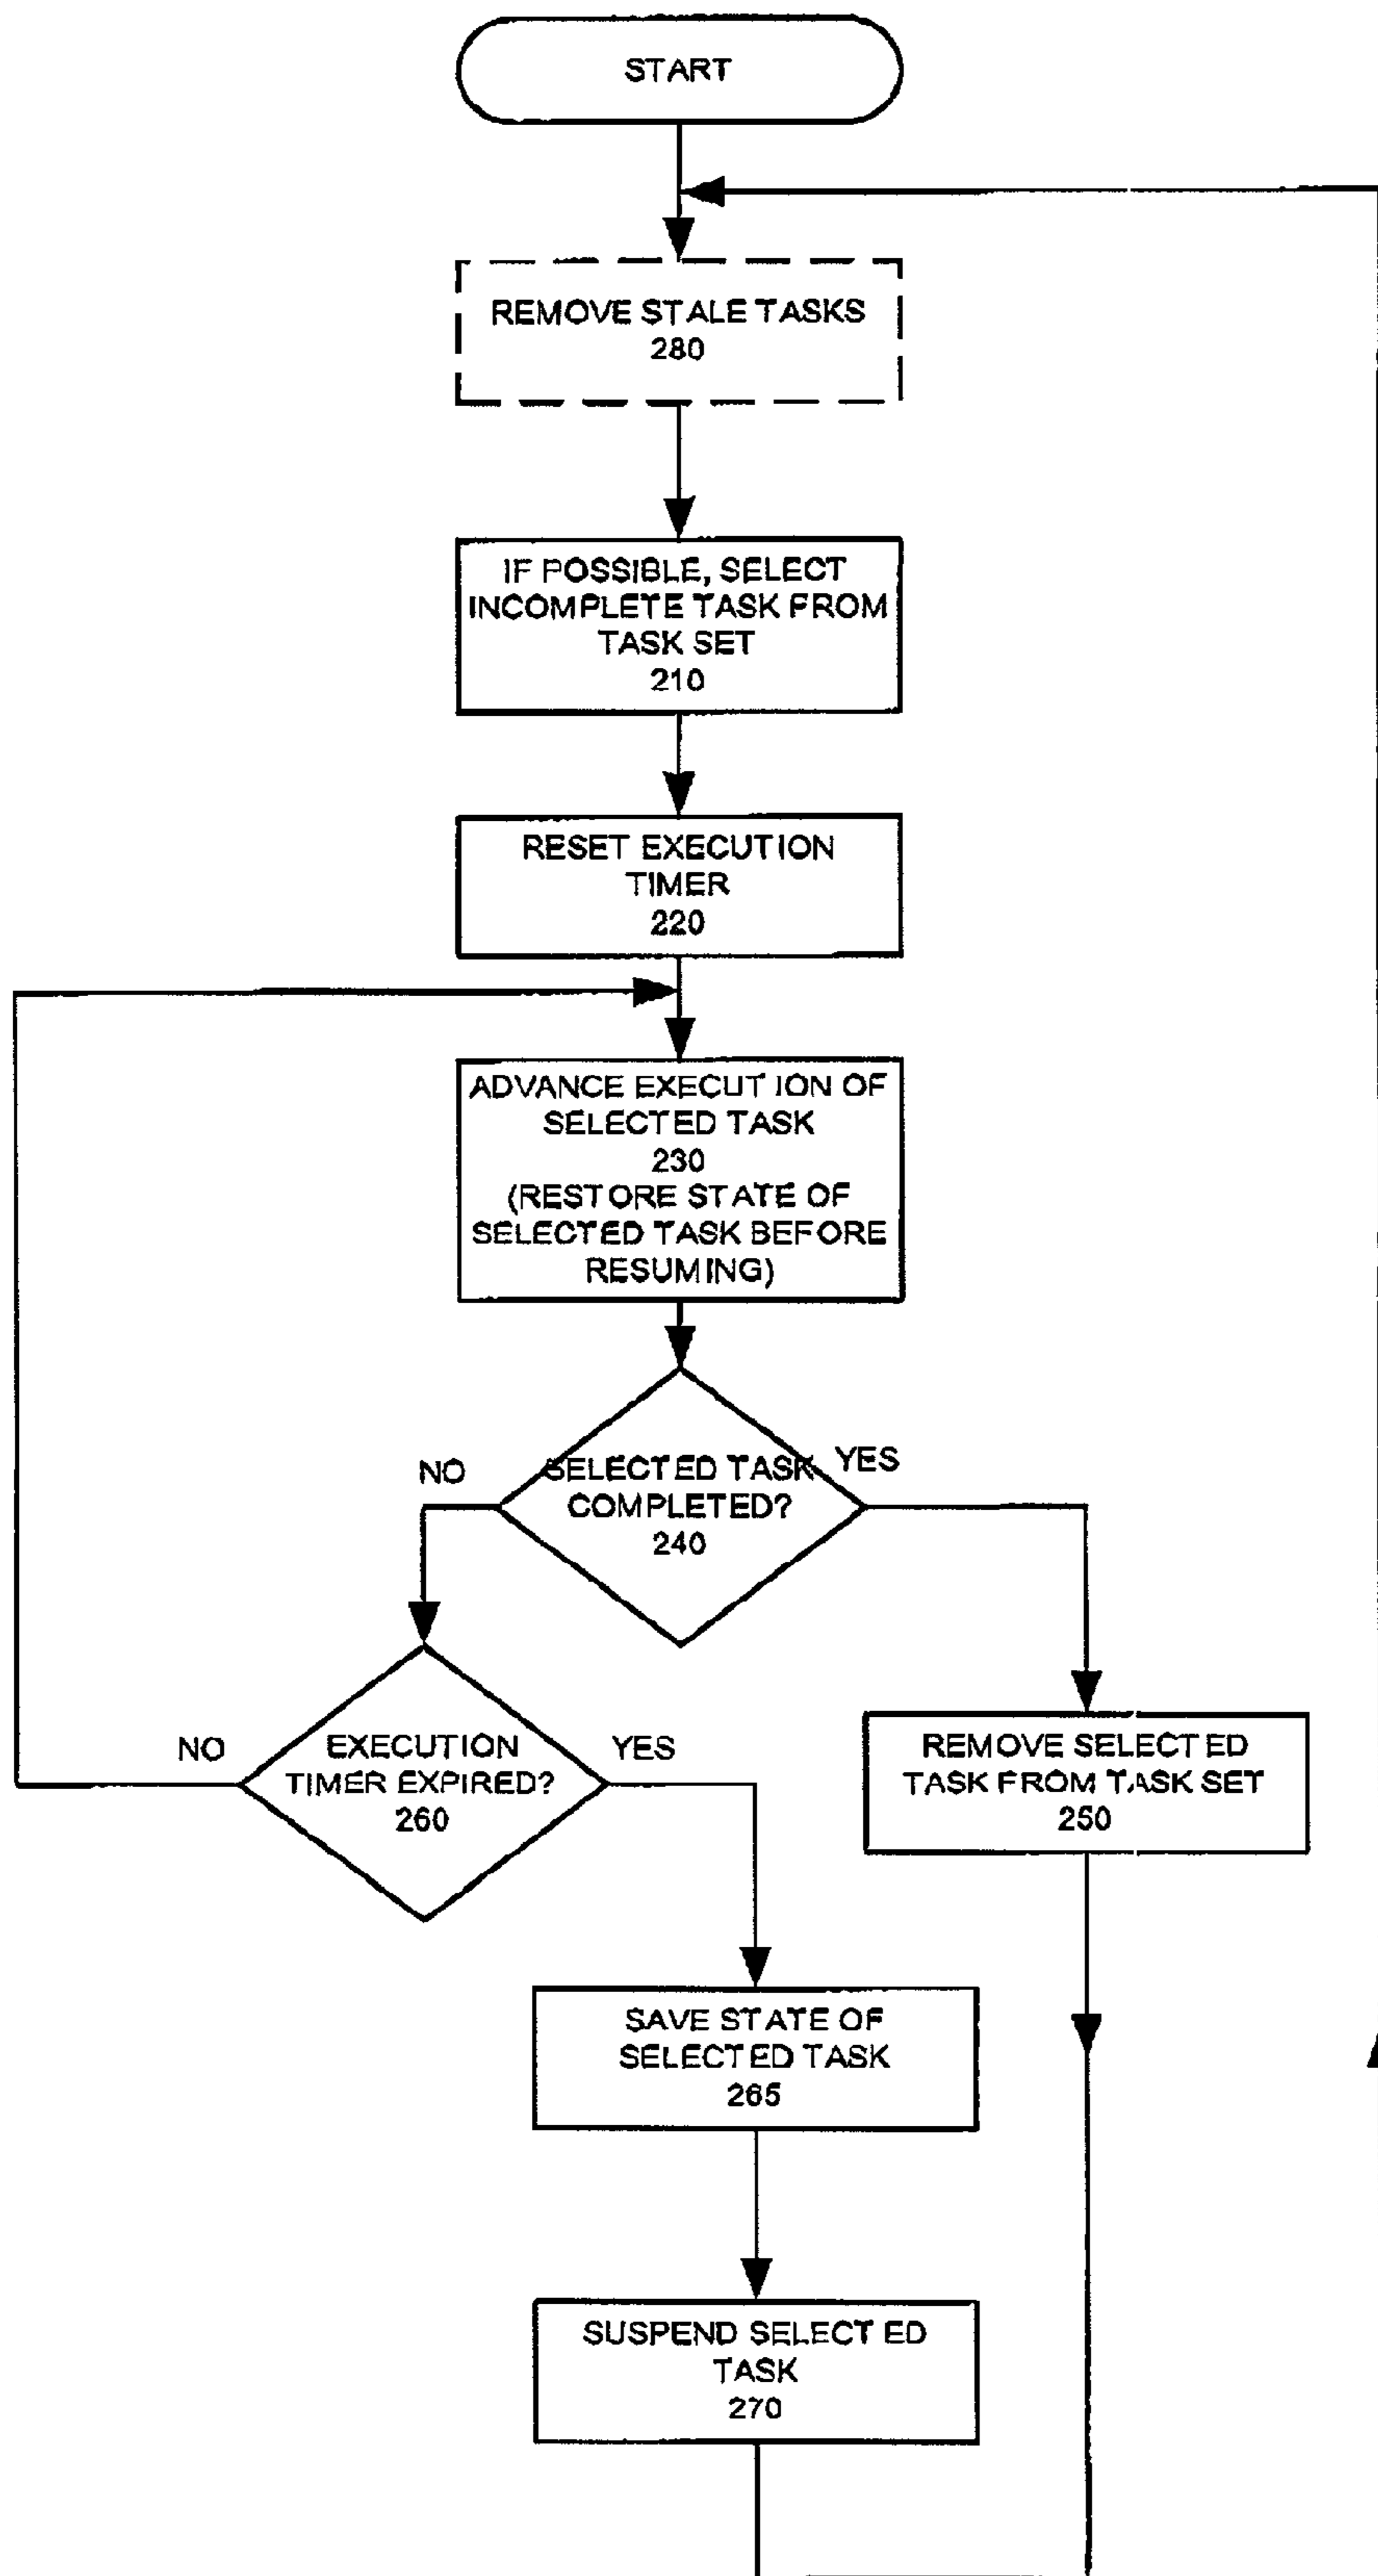 START
REMOVE STALE TASKS
280
IF POSSIBLE, SELECT
INCOMPLETE TASK FROM
TASK SET
210
RESET EXECUTION
TIMER
220
ADVANCE EXECUTION OF
SELECTED TASK
230
(RESTORE STATE OF
SELECTED TASK BEFORE
RESUMING)
NO
SELECTED TASK
COMPLETED?
240
YES
NO
EXECUTION
TIMER EXPIRED?
260
YES
REMOVE SELECTED
TASK FROM TASK SET
250
SAVE STATE OF
SELECTED TASK
265
SUSPEND SELECTED
TASK
270